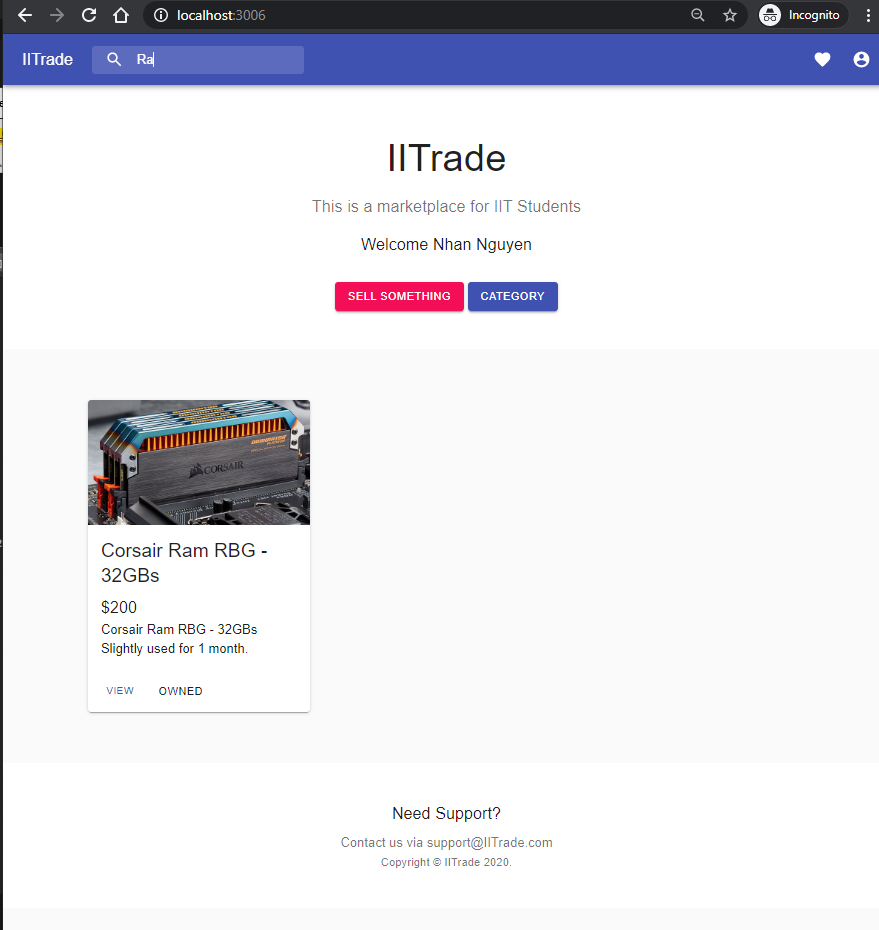 localhost:3006
Incognito
IITrade
Ra
IITrade
This is a marketplace for IIT Students
Welcome Nhan Nguyen
SELL SOMETHING CATEGORY
CORSAIR
Corsair Ram RBG -
32GBs
$200
Corsair Ram RBG - 32GBs
Slightly used for 1 month.
VIEW OWNED
Need Support?
Contact us via support@IITrade.com
Copyright © IITrade 2020.